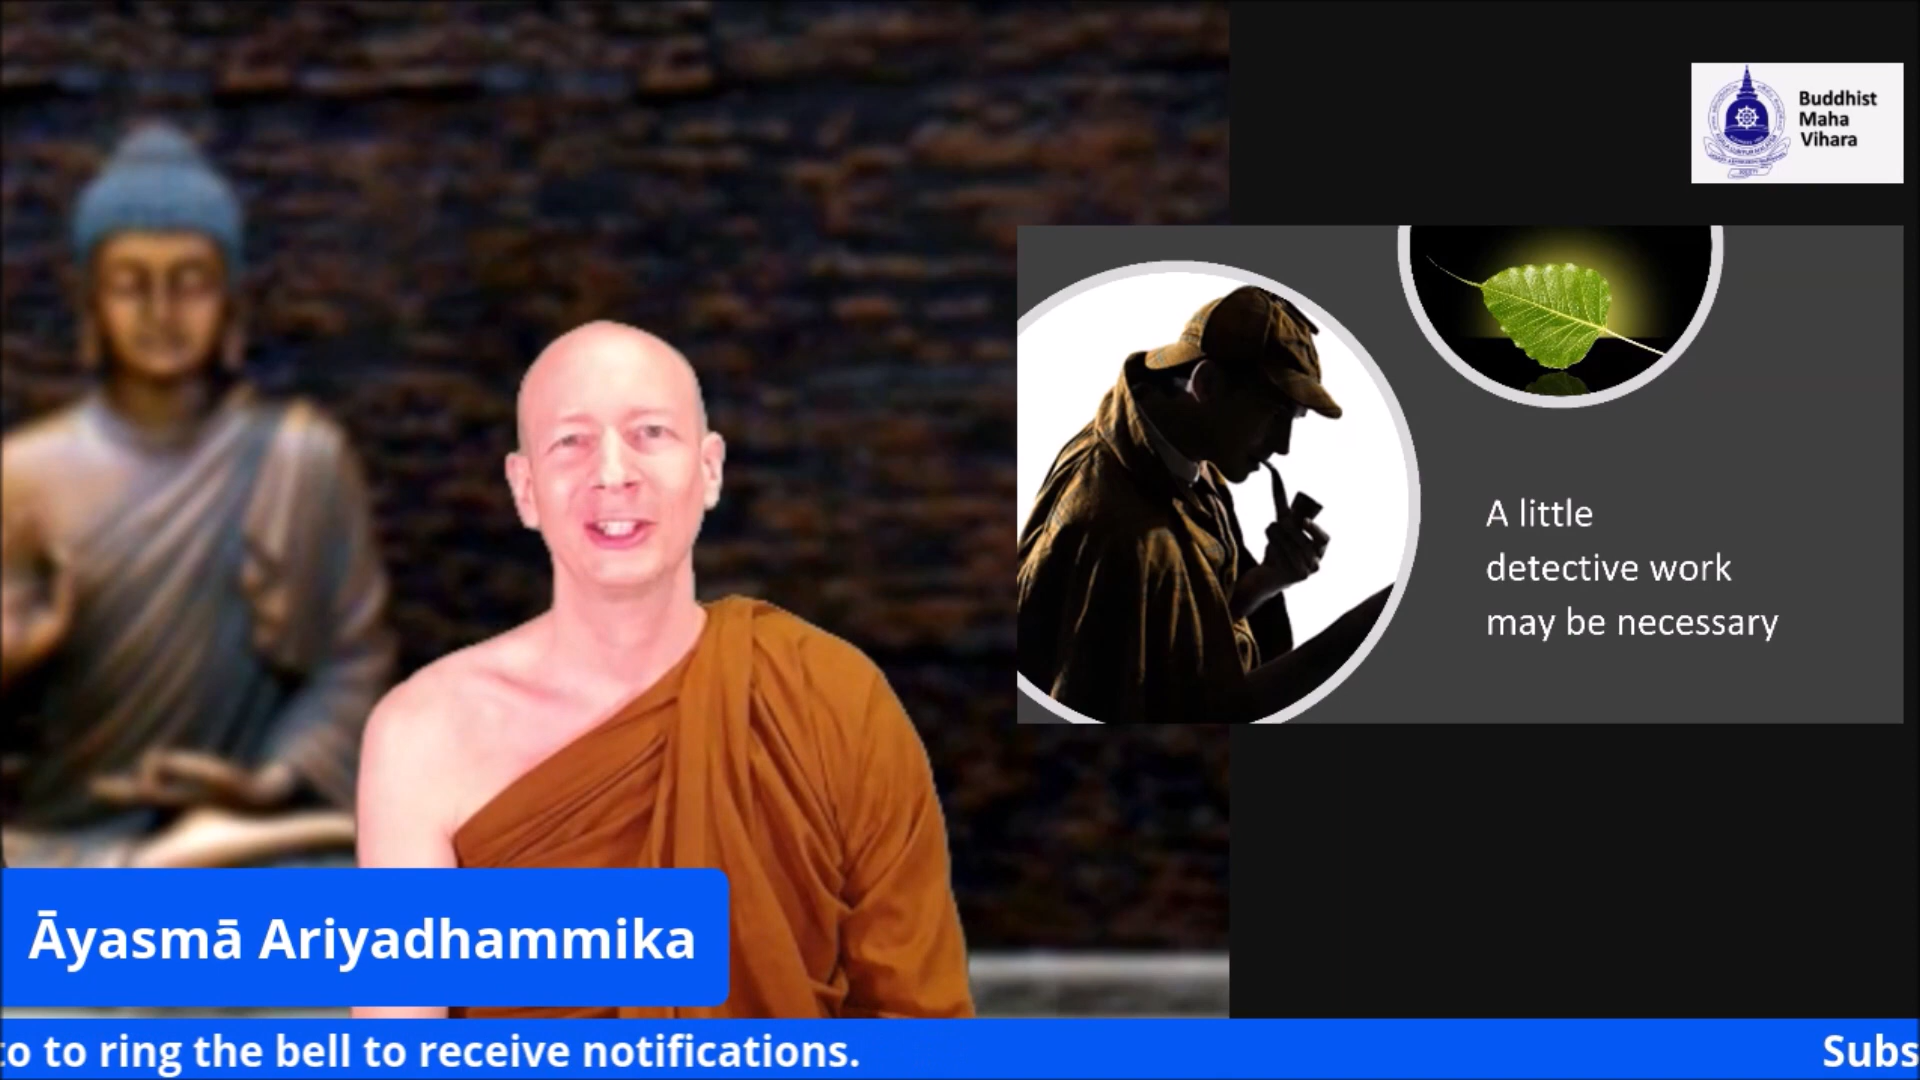 Buddhist
Maha
Vihara
A little
detective work
may be necessary
Āyasmā Ariyadhammika
to ring the bell to receive notifications.
Subs